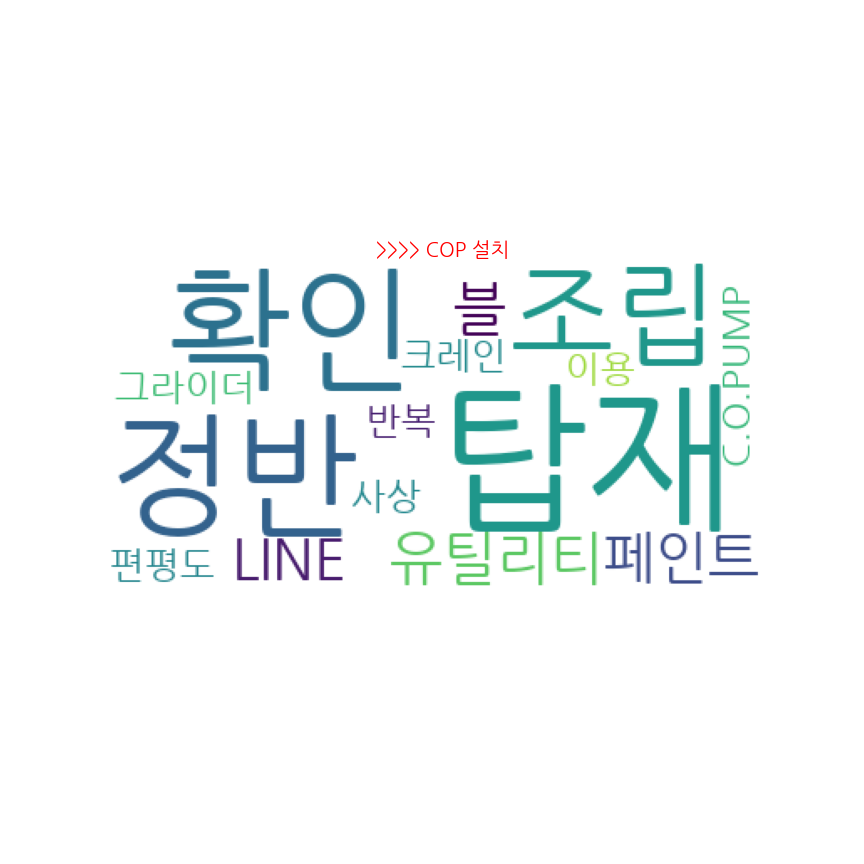 >>>> COP 설치
확인
블
조립
크레인
이용
C.O.PUMP
그라이더
반복
정반
탑재
사상
편평도
LINE
유틸리티
페인트